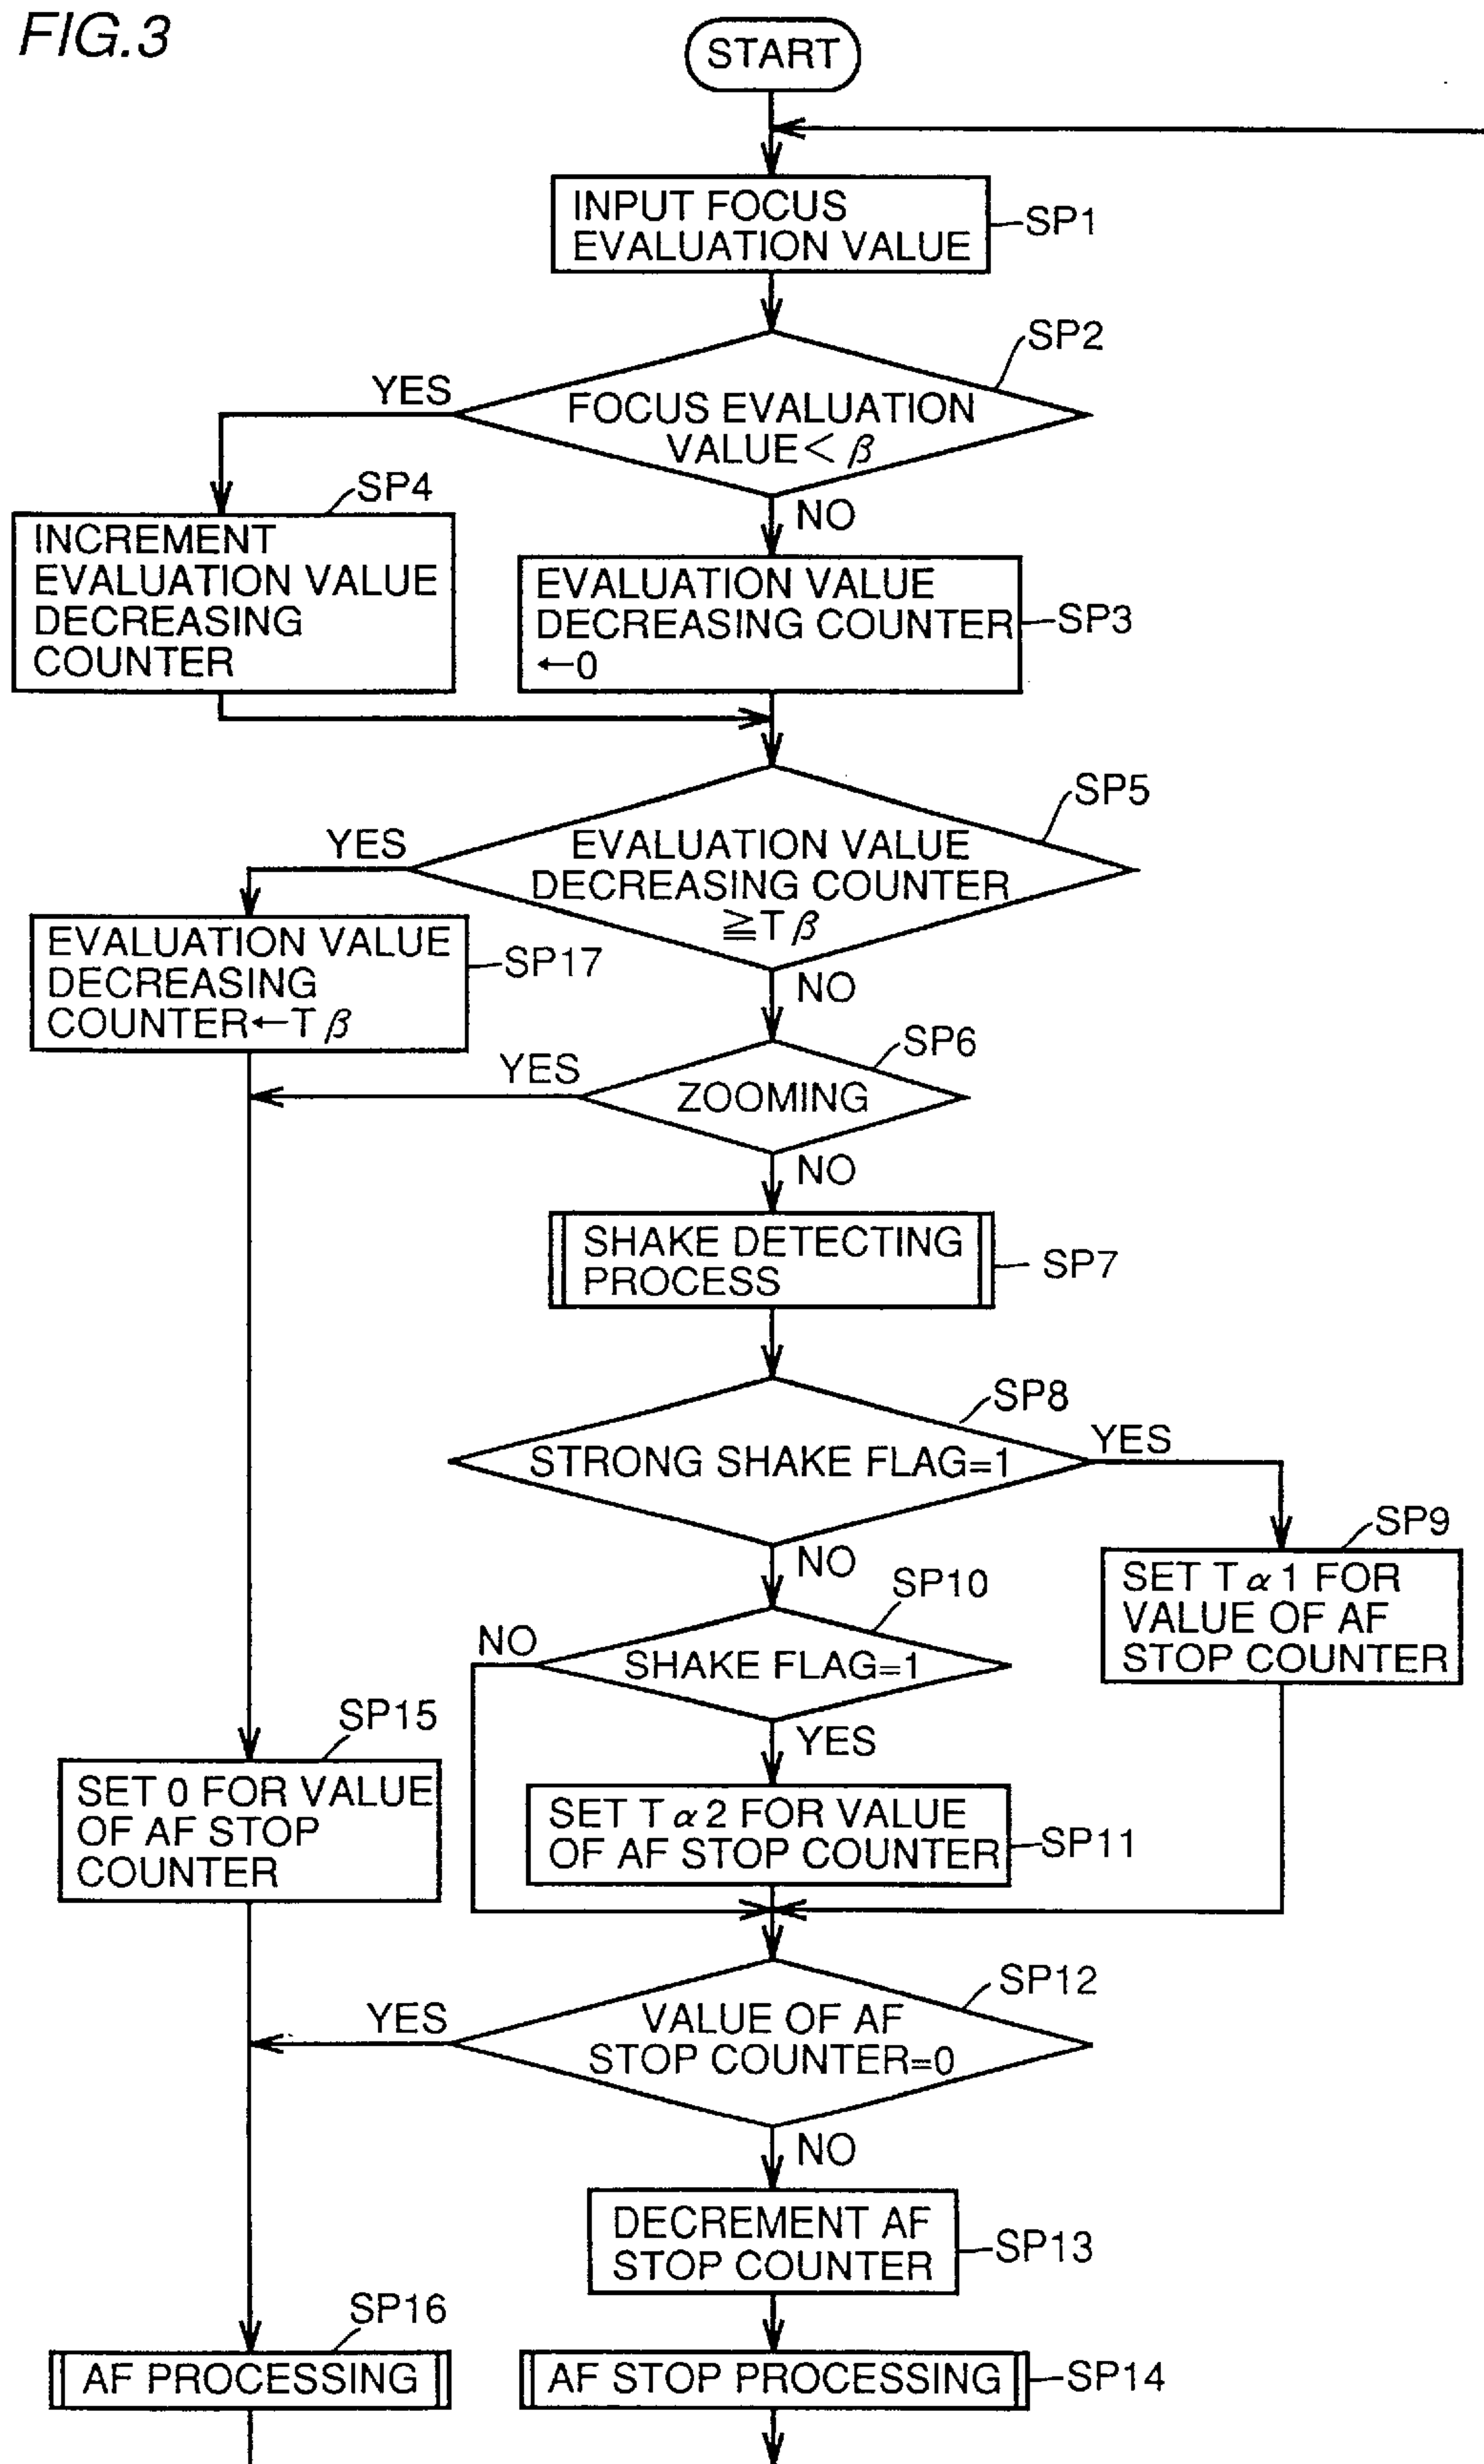 FIG.3
START
INPUT FOCUS
EVALUATION VALUE
SP1
SP2
YES
FOCUS EVALUATION
VALUE< β
NO
SP4
INCREMENT
EVALUATION VALUE
DECREASING
COUNTER
EVALUATION VALUE
DECREASING COUNTER
←0
SP3
SP5
YES
EVALUATION VALUE
DECREASING COUNTER
≧Tβ
NO
EVALUATION VALUE
DECREASING
COUNTER←Tβ
SP17
SP6
YES
ZOOMING
NO
SHAKE DETECTING
PROCESS
SP7
SP8
STRONG SHAKE FLAG=1
YES
NO
SP9
SET Tα1 FOR
VALUE OF AF
STOP COUNTER
SP10
NO
SHAKE FLAG=1
YES
SP15
SET 0 FOR VALUE
OF AF STOP
COUNTER
SET Tα2 FOR VALUE
OF AF STOP COUNTER
SP11
SP12
YES
VALUE OF AF
STOP COUNTER=0
NO
DECREMENT AF
STOP COUNTER
SP13
SP16
AF PROCESSING
AF STOP PROCESSING
SP14